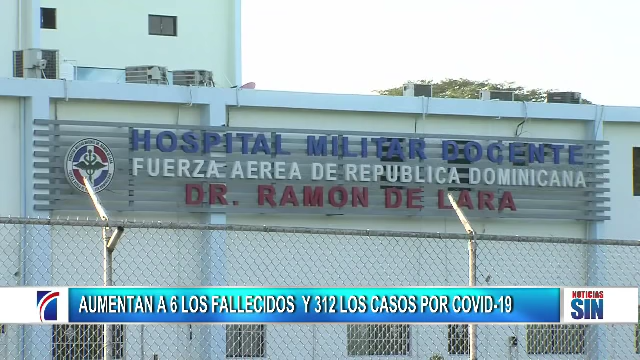 HOSPITAL MILITAR DOCENTE
FUERZA AEREA DE REPUBLICA DOMINICANA
DR. RAMON DE LARA
AUMENTAN A 6 LOS FALLECIDOS Y 312 LOS CASOS POR COVID-19
NOTICIAS
SIN